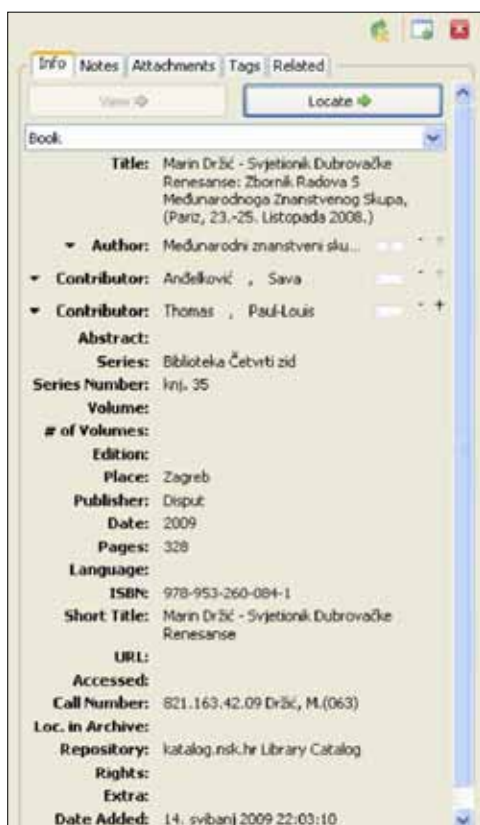 Info Notes Attachments Tags Related
View Locate
Book
Title: Marin Držić - Svjetionik Dubrovačke
Renesanse: Zbornik Radova S
Međunarodnoga Znanstvenog Skupa,
(Pariz, 23.-25. Listopada 2008.)
Author: Međunarodni znanstveni sku... - +
Contributor: Anđelković , Sava - +
Contributor: Thomas , Paul-Louis - +
Abstract:
Series: Biblioteka Četvrti zid
Series Number: knj. 35
Volume:
# of Volumes:
Edition:
Place: Zagreb
Publisher: Disput
Date: 2009
Pages: 328
Language:
ISBN: 978-953-260-084-1
Short Title: Marin Držić - Svjetionik Dubrovačke
Renesanse
URL:
Accessed:
Call Number: 821.163.42.09 Držić, M.(063)
Loc. in Archive:
Repository: katalog.nsk.hr Library Catalog
Rights:
Extra:
Date Added: 14. svibanj 2009 22:03:10